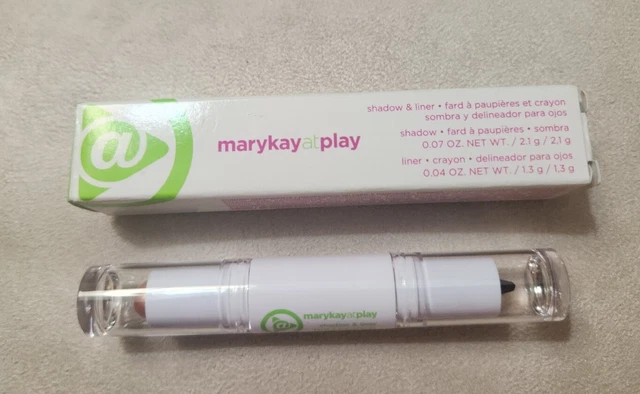 @
marykayatplay
shadow & liner • fard à paupières et crayon
sombra y delineador para ojos
shadow • fard à paupières • sombra
0.07 OZ. NET WT. / 2.1 g / 2,1 g
liner • crayon • delineador para ojos
0.04 OZ. NET WT. / 1.3 g / 1,3 g
@
marykayatplay